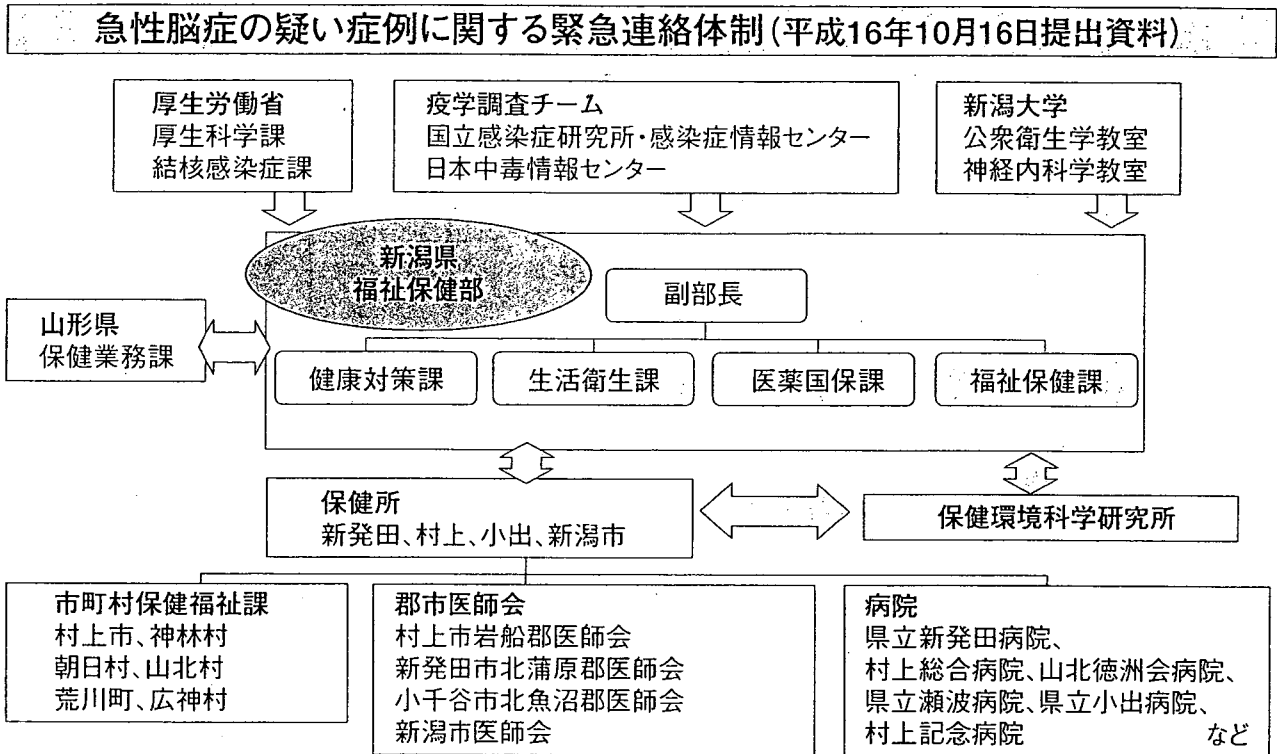 急性脳症の疑い症例に関する緊急連絡体制(平成16年10月16日提出資料)
厚生労働省
厚生科学課
結核感染症課
疫学調査チーム
国立感染症研究所・感染症情報センター
日本中毒情報センター
新潟大学
公衆衛生学教室
神経内科学教室
新潟県
福祉保健部
副部長
山形県
保健業務課
健康対策課
生活衛生課
医薬国保課
福祉保健課
保健所
新発田、村上、小出、新潟市
保健環境科学研究所
市町村保健福祉課
村上市、神林村
朝日村、山北村
荒川町、広神村
郡市医師会
村上市岩船郡医師会
新発田市北蒲原郡医師会
小千谷市北魚沼郡医師会
新潟市医師会
病院
県立新発田病院、
村上総合病院、山北徳洲会病院、
県立瀬波病院、県立小出病院、
村上記念病院 など